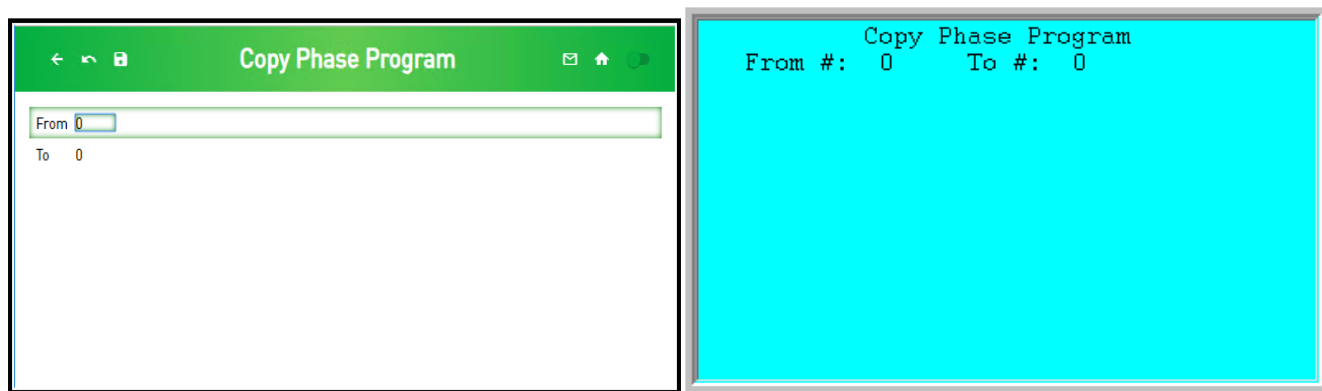 Copy Phase Program
From 0
To 0
Copy Phase Program
From #: 0 To #: 0